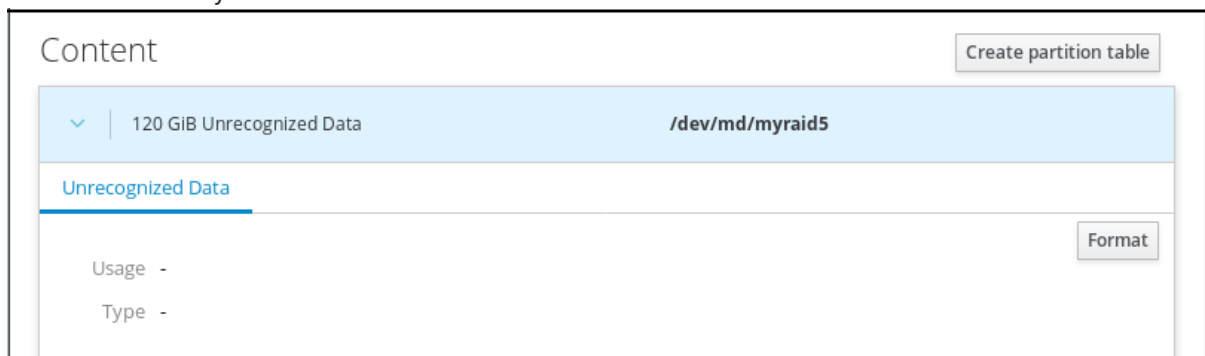 Content
Create partition table
120 GiB Unrecognized Data /dev/md/myraid5
Unrecognized Data
Format
Usage -
Type -